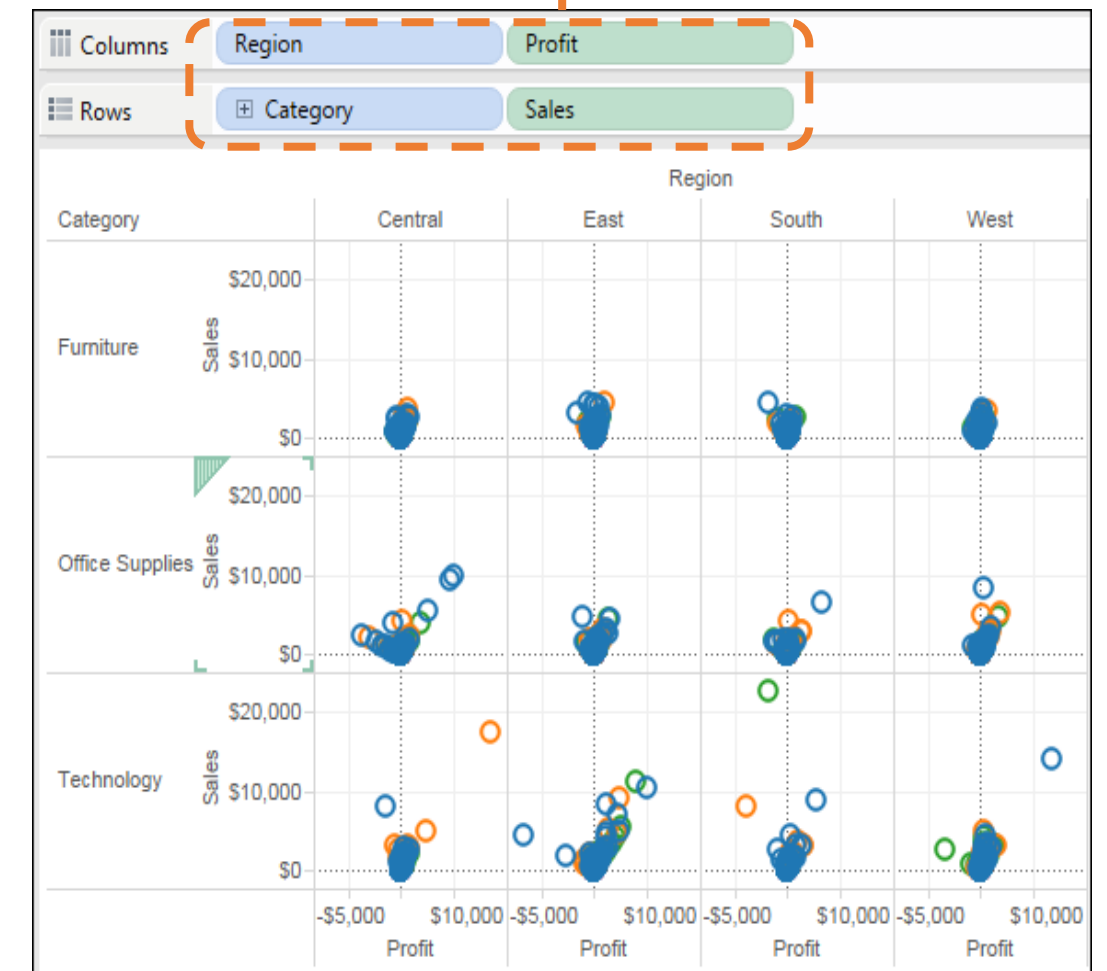 Columns Region Profit
Rows Category Sales
Region
Category Central East South West
$20,000
Furniture Sales $10,000
$0
$20,000
Office Supplies Sales $10,000
$0
$20,000
Technology Sales $10,000
$0
-$5,000 $10,000 -$5,000 $10,000 -$5,000 $10,000 -$5,000 $10,000
Profit Profit Profit Profit